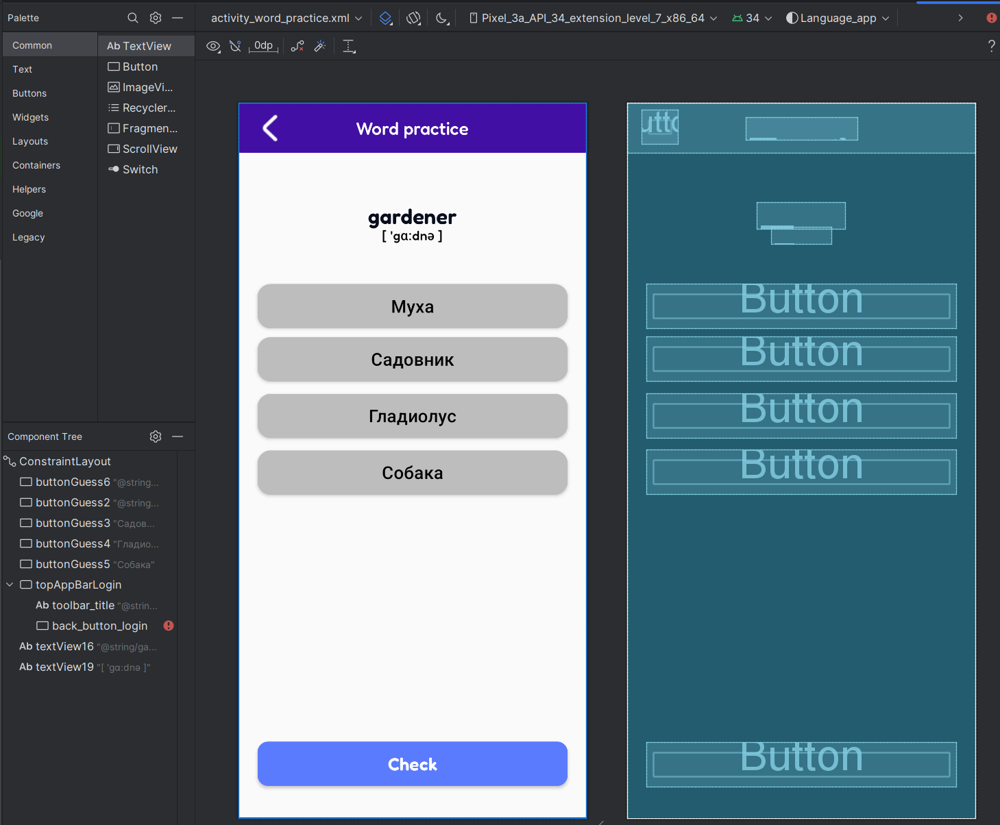 Palette
activity_word_practice.xml
Pixel_3a_API_34_extension_level_7_x86_64
34
Language_app
0dp
?
Common
Text
Buttons
Widgets
Layouts
Containers
Helpers
Google
Legacy
Ab TextView
Button
ImageVi...
Recycler...
Fragmen...
ScrollView
Switch
Component Tree
ConstraintLayout
buttonGuess6 "@string...
buttonGuess2 "@string...
buttonGuess3 "Садов...
buttonGuess4 "Гладио...
buttonGuess5 "Собака"
topAppBarLogin
Ab toolbar_title "@strin...
back_button_login
Ab textView16 "@string/ga...
Ab textView19 "[ 'gɑ:dnə ]"
Word practice
gardener
[ 'gɑ:dnə ]
Муха
Садовник
Гладиолус
Собака
Check
Button
Button
Button
Button
Button